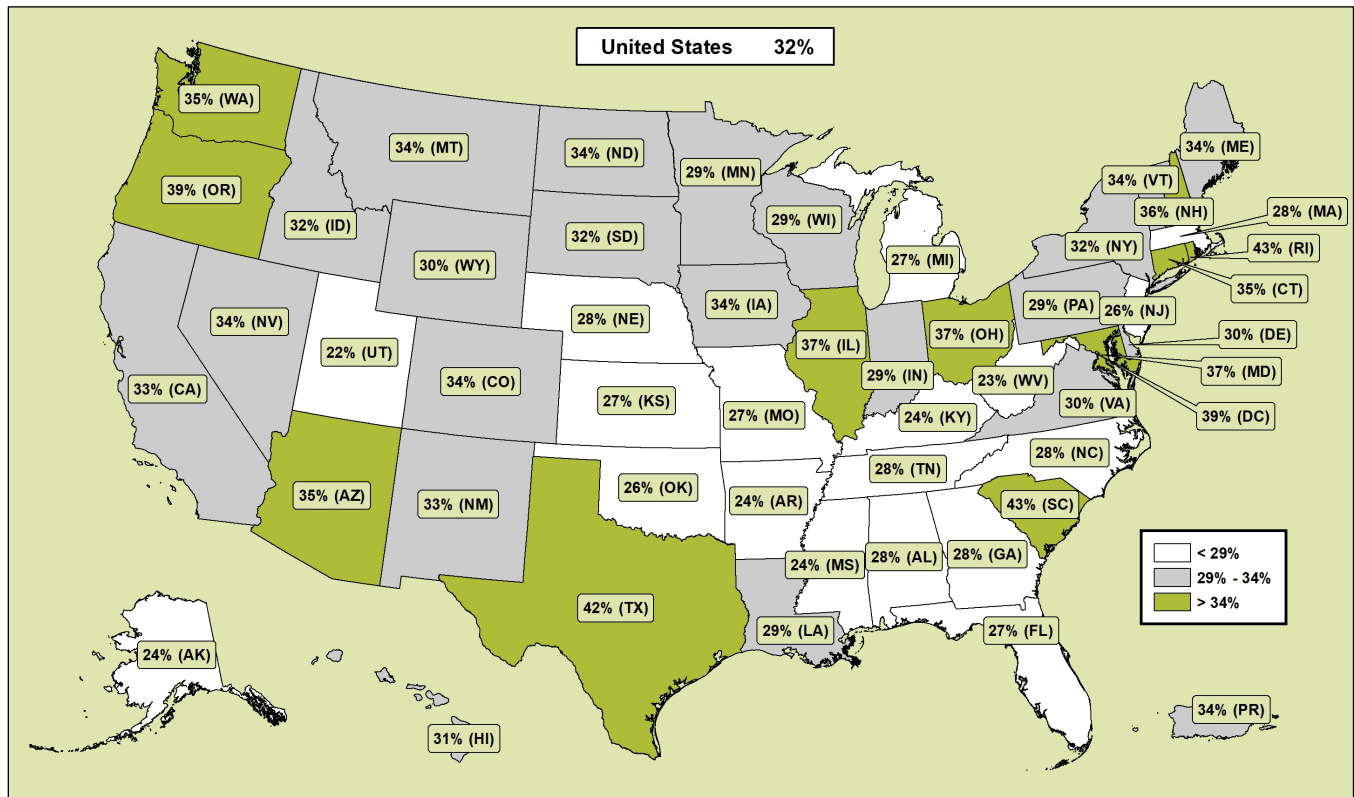 United States 32%
35% (WA)
34% (MT)
34% (ND)
29% (MN)
34% (ME)
39% (OR)
32% (ID)
32% (SD)
29% (WI)
34% (VT)
36% (NH)
28% (MA)
30% (WY)
27% (MI)
32% (NY)
43% (RI)
35% (CT)
34% (NV)
22% (UT)
28% (NE)
34% (IA)
29% (PA)
26% (NJ)
33% (CA)
34% (CO)
27% (KS)
27% (MO)
37% (IL)
29% (IN)
37% (OH)
23% (WV)
30% (DE)
37% (MD)
39% (DC)
30% (VA)
24% (KY)
35% (AZ)
33% (NM)
26% (OK)
24% (AR)
28% (TN)
28% (NC)
43% (SC)
24% (MS)
28% (AL)
28% (GA)
42% (TX)
29% (LA)
27% (FL)
< 29%
29% - 34%
> 34%
24% (AK)
31% (HI)
34% (PR)